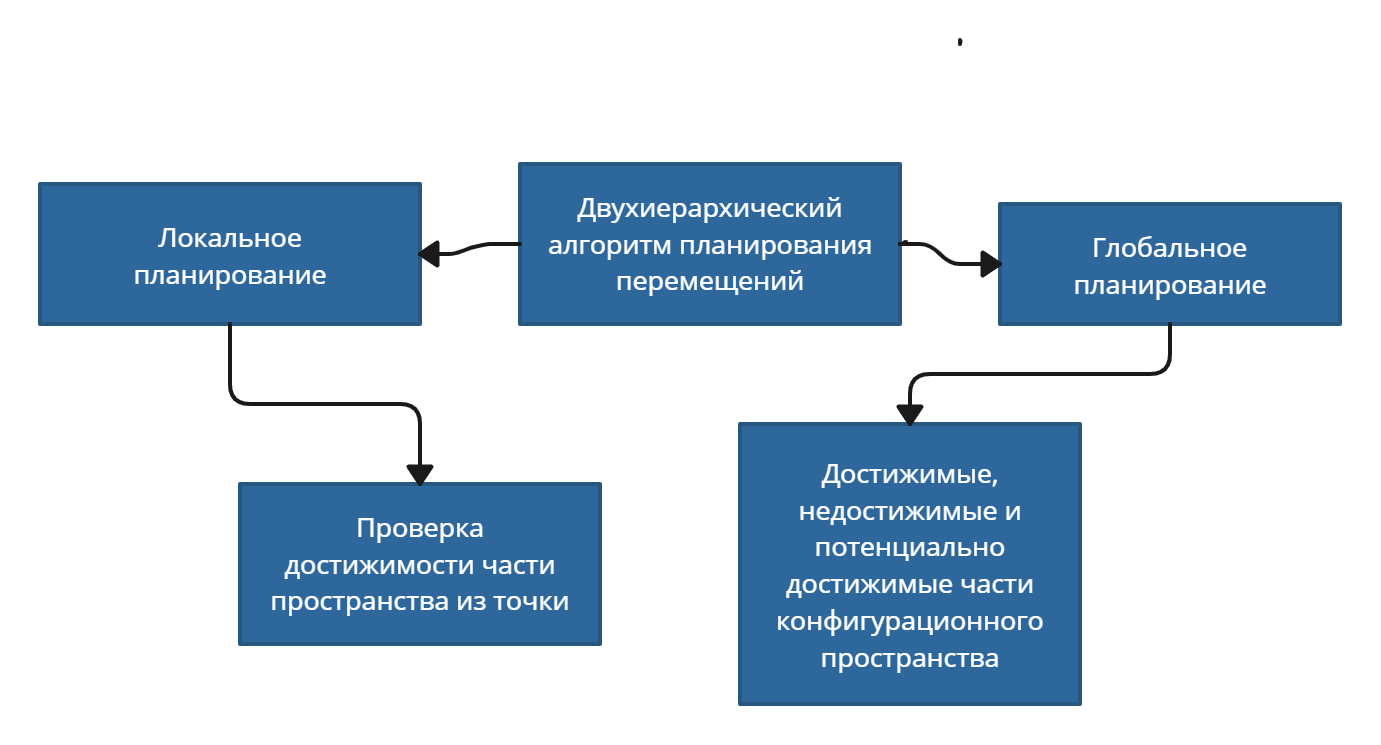 Двухиерархический
алгоритм планирования
перемещений
Локальное
планирование
Глобальное
планирование
Проверка
достижимости части
пространства из точки
Достижимые,
недостижимые и
потенциально
достижимые части
конфигурационного
пространства